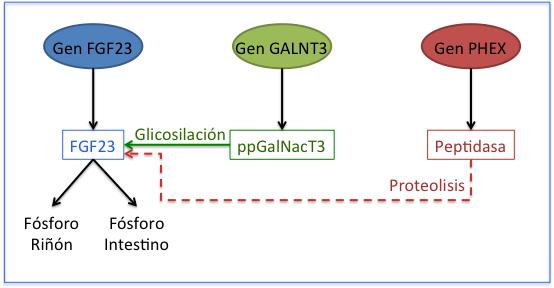 Gen FGF23
Gen GALNT3
Gen PHEX
Glicosilación
FGF23
ppGalNacT3
Peptidasa
Proteolisis
Fósforo
Riñón
Fósforo
Intestino